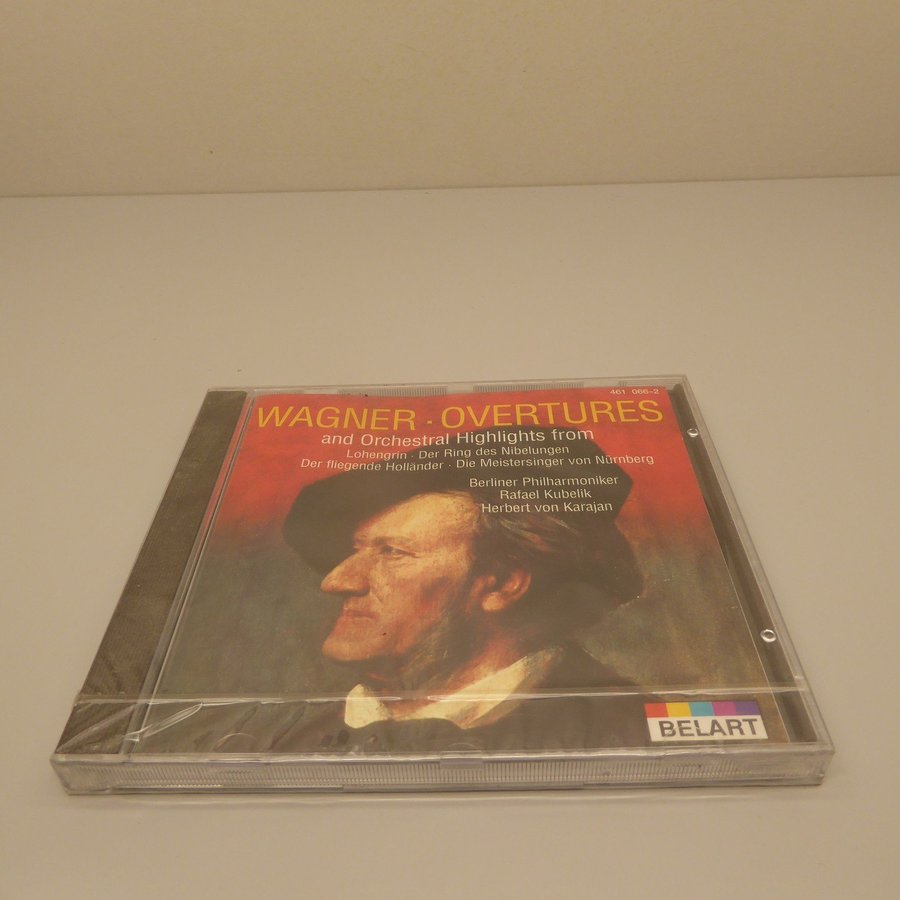 461 066-2
WAGNER · OVERTURES
and Orchestral Highlights from
Lohengrin · Der Ring des Nibelungen
Der fliegende Holländer · Die Meistersinger von Nürnberg
Berliner Philharmoniker
Rafael Kubelik
Herbert von Karajan
BELART